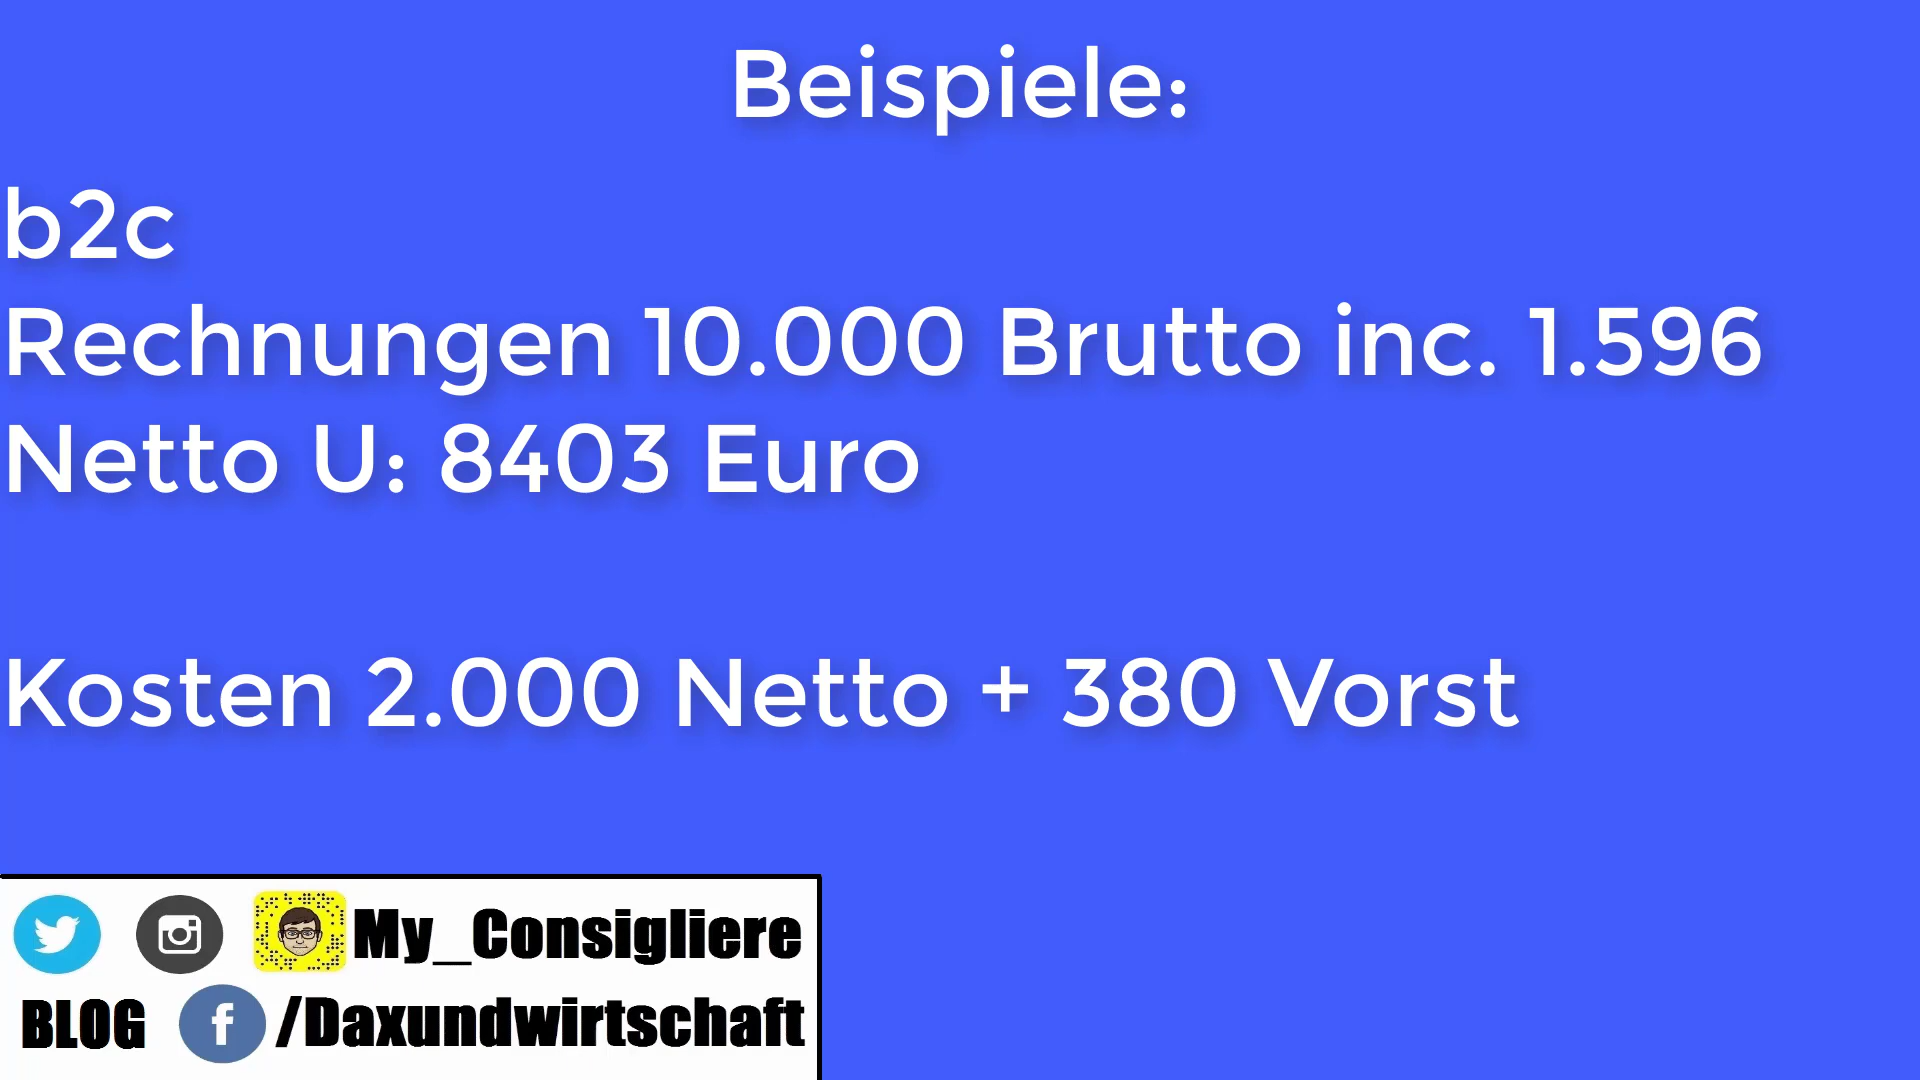 Beispiele:
b2c
Rechnungen 10.000 Brutto inc. 1.596
Netto U: 8403 Euro
Kosten 2.000 Netto + 380 Vorst
My_Consigliere
BLOG f /Daxundwirtschaft